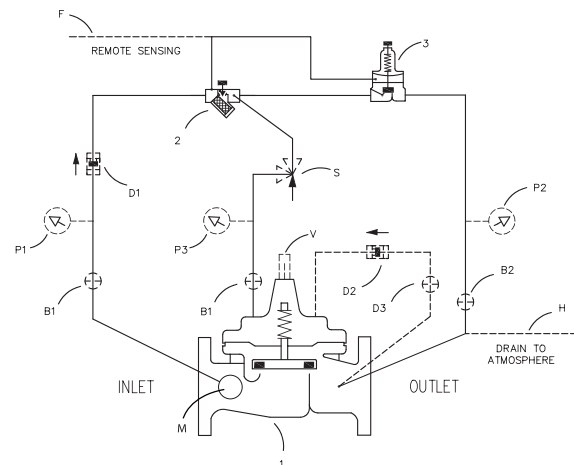 F
REMOTE SENSING
3
2
S
D1
P1
P3
V
P2
D2
D3
B1
B1
B2
H
DRAIN TO
ATMOSPHERE
INLET
OUTLET
M
1